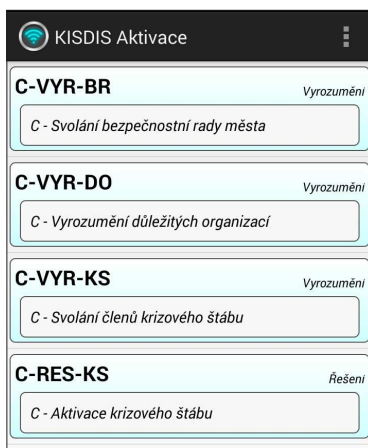 KISDIS Aktivace
C-VYR-BR
Vyrozumění
C - Svolání bezpečnostní rady města
C-VYR-DO
Vyrozumění
C - Vyrozumění důležitých organizací
C-VYR-KS
Vyrozumění
C - Svolání členů krizového štábu
C-RES-KS
Řešení
C - Aktivace krizového štábu